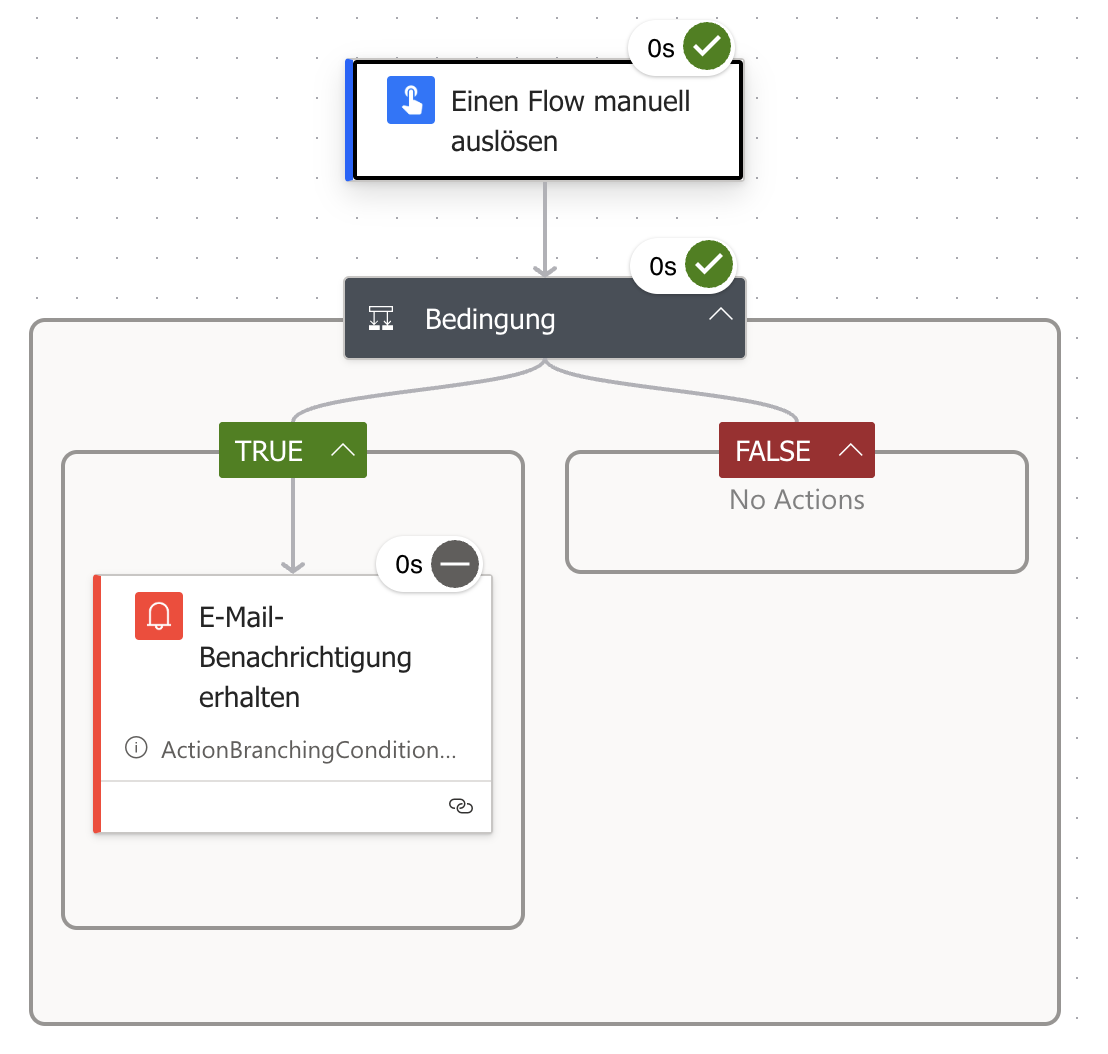 0s
Einen Flow manuell
auslösen
0s
Bedingung
TRUE
FALSE
No Actions
0s
E-Mail-
Benachrichtigung
erhalten
ActionBranchingCondition...